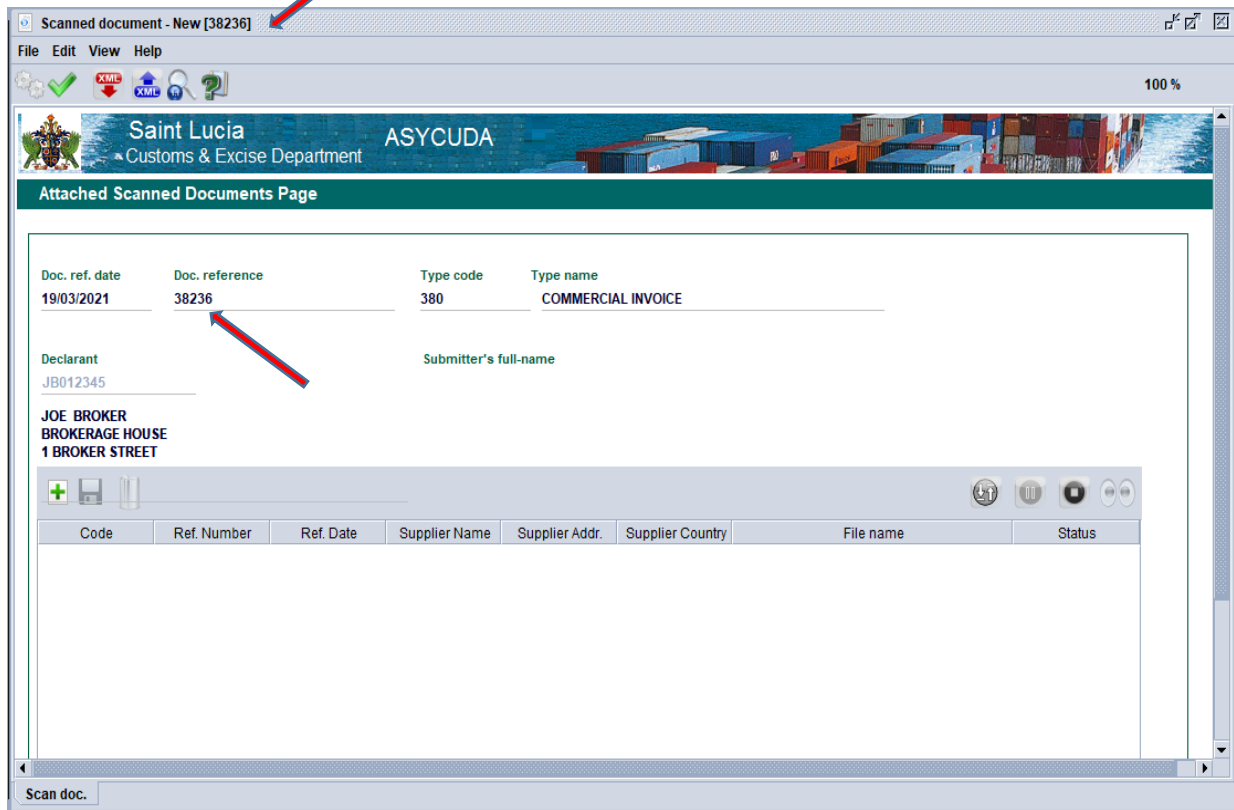 Scanned document - New [38236]
File Edit View Help
XML XML 100 %
Saint Lucia
Customs & Excise Department
ASYCUDA
Attached Scanned Documents Page
Doc. ref. date Doc. reference Type code Type name
19/03/2021 38236 380 COMMERCIAL INVOICE
Declarant Submitter's full-name
JB012345
JOE BROKER
BROKERAGE HOUSE
1 BROKER STREET
Code Ref. Number Ref. Date Supplier Name Supplier Addr. Supplier Country File name Status
Scan doc.